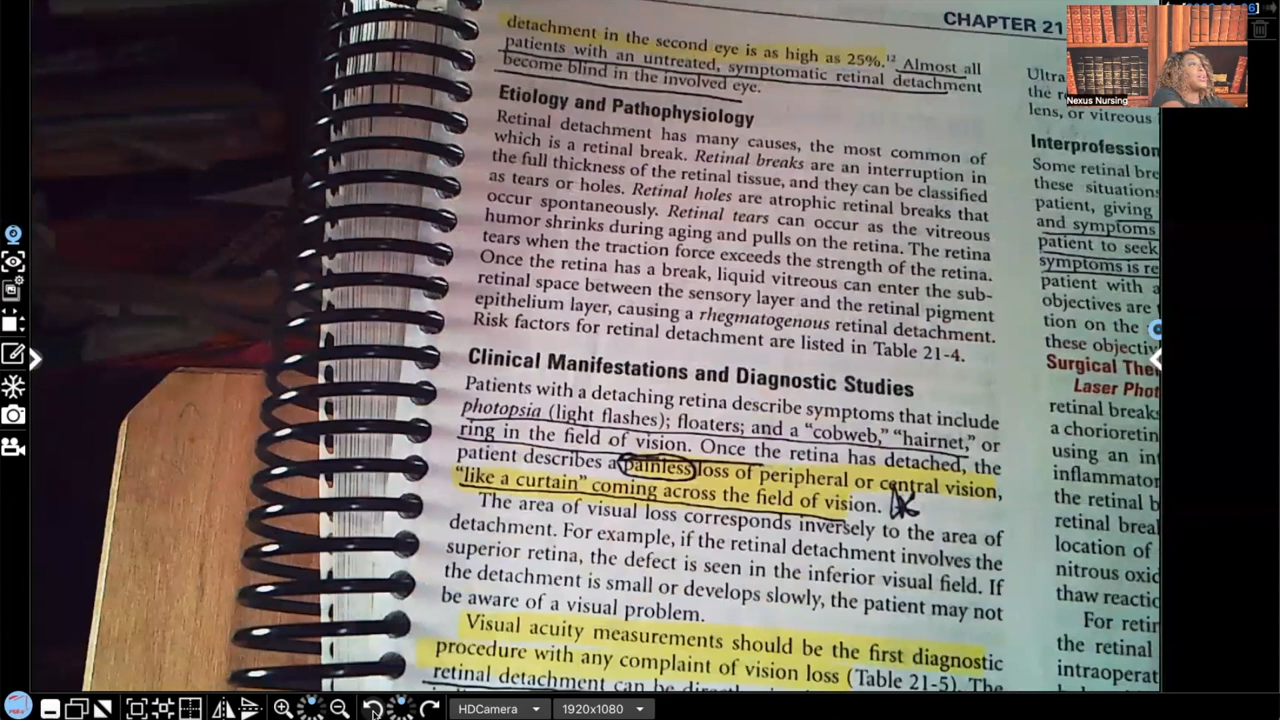 CHAPTER 21
detachment in the second eye is as high as 25%.12 Almost all
patients with an untreated, symptomatic retinal detachment
become blind in the involved eye.
Etiology and Pathophysiology
Retinal detachment has many causes, the most common of
which is a retinal break. Retinal breaks are an interruption in
the full thickness of the retinal tissue, and they can be classified
as tears or holes. Retinal holes are atrophic retinal breaks that
occur spontaneously. Retinal tears can occur as the vitreous
humor shrinks during aging and pulls on the retina. The retina
tears when the traction force exceeds the strength of the retina.
Once the retina has a break, liquid vitreous can enter the sub-
retinal space between the sensory layer and the retinal pigment
epithelium layer, causing a rhegmatogenous retinal detachment.
Risk factors for retinal detachment are listed in Table 21-4.
Clinical Manifestations and Diagnostic Studies
Patients with a detaching retina describe symptoms that include
photopsia (light flashes); floaters; and a “cobweb,” “hairnet,” or
ring in the field of vision. Once the retina has detached, the
patient describes a painless loss of peripheral or central vision,
“like a curtain” coming across the field of vision.
The area of visual loss corresponds inversely to the area of
detachment. For example, if the retinal detachment involves the
superior retina, the defect is seen in the inferior visual field. If
the detachment is small or develops slowly, the patient may not
be aware of a visual problem.
Visual acuity measurements should be the first diagnostic
procedure with any complaint of vision loss (Table 21-5). The
retinal detachment can be
Ultra
the r
lens, or vitreous
Interprofession
Some retinal bre
these situations
patient, giving
and symptoms
patient to seek
symptoms is re
patient with a
objectives are
tion on the
these objectiv
Surgical The
Laser Phot
retinal breaks
a chorioretin
using an in
inflammator
the retinal b
retinal brea
location of
nitrous oxid
thaw reactio
For retin
the retinal
intraoperat
Nexus Nursing
HDCamera
1920x1080